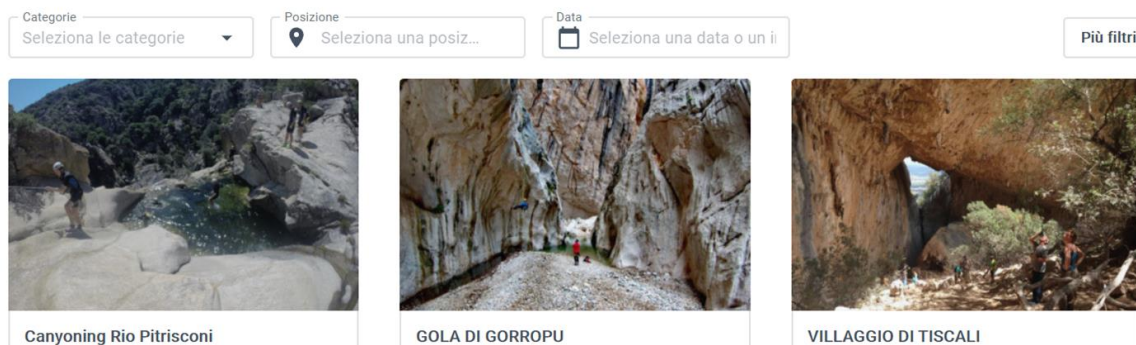 Categorie
Posizione
Data
Seleziona le categorie
Seleziona una posiz...
Seleziona una data o un i
Più filtri
Canyoning Rio Pitrisconi
GOLA DI GORROPU
VILLAGGIO DI TISCALI